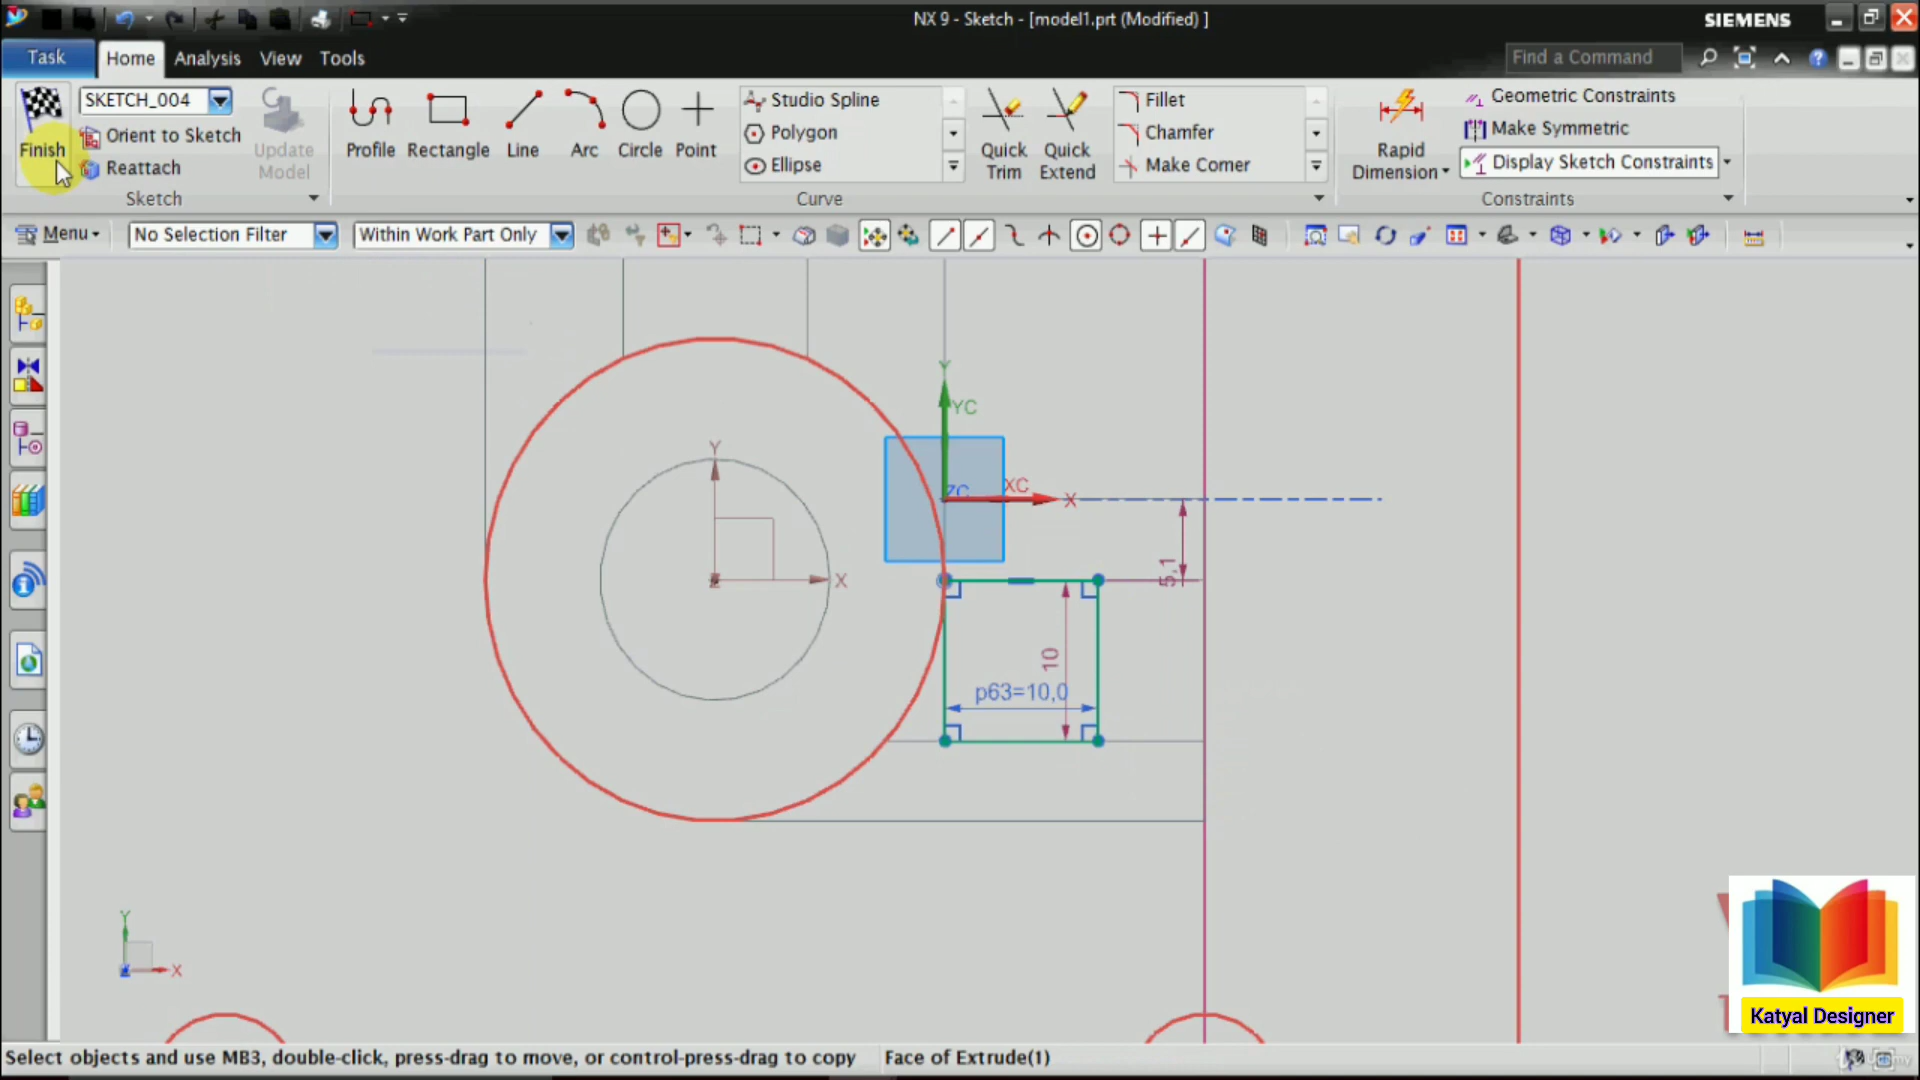 NX 9 - Sketch - [model1.prt (Modified) ]
SIEMENS
Task
Home
Analysis
View
Tools
Find a Command
Finish
SKETCH_004
Orient to Sketch
Reattach
Update
Model
Profile
Rectangle
Line
Arc
Circle
Point
Studio Spline
Polygon
Ellipse
Quick
Trim
Quick
Extend
Fillet
Chamfer
Make Corner
Rapid
Dimension
Geometric Constraints
Make Symmetric
Display Sketch Constraints
Sketch
Curve
Constraints
Menu
No Selection Filter
Within Work Part Only
Y
YC
XC
X
ZC
Y
X
Z
5,1
10
p63=10,0
Y
X
Katyal Designer
Select objects and use MB3, double-click, press-drag to move, or control-press-drag to copy
Face of Extrude(1)